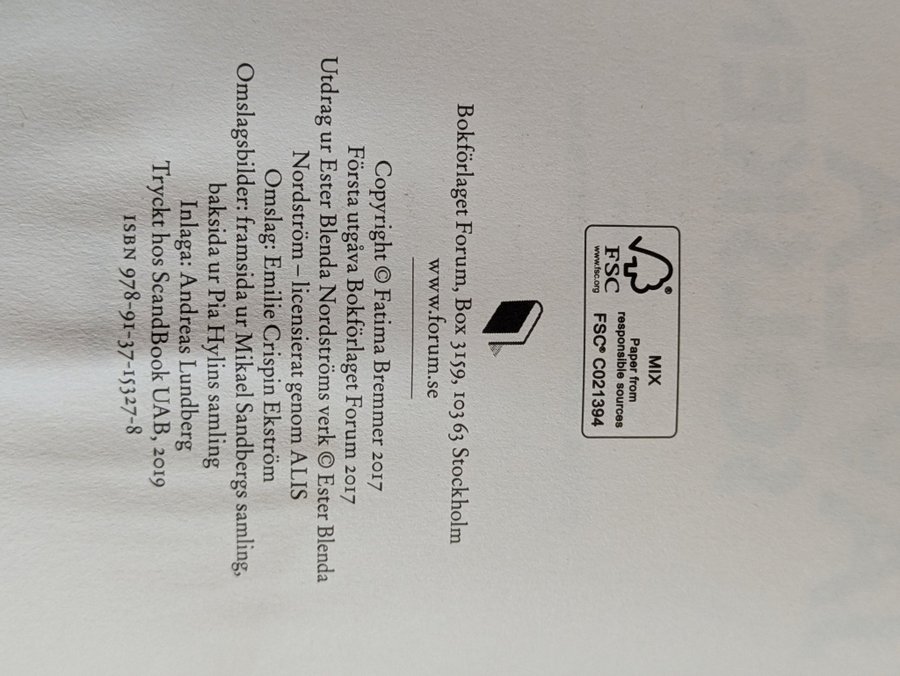 FSC
www.fsc.org
MIX
Paper from
responsible sources
FSC® C021394
Bokförlaget Forum, Box 3159, 103 63 Stockholm
www.forum.se
Copyright © Fatima Bremmer 2017
Första utgåva Bokförlaget Forum 2017
Utdrag ur Ester Blenda Nordströms verk © Ester Blenda
Nordström – licensierat genom ALIS
Omslag: Emilie Crispin Ekström
Omslagsbilder: framsida ur Mikael Sandbergs samling,
baksida ur Pia Hylins samling
Inlaga: Andreas Lundberg
Tryckt hos ScandBook UAB, 2019
ISBN 978-91-37-15327-8